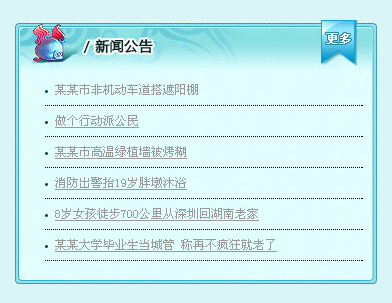 / 新闻公告
更多
某某市非机动车道搭遮阳棚
做个行动派公民
某某市高温绿植墙被烤糊
消防出警抬19岁胖墩沐浴
8岁女孩徒步700公里从深圳回湖南老家
某某大学毕业生当城管 称再不疯狂就老了